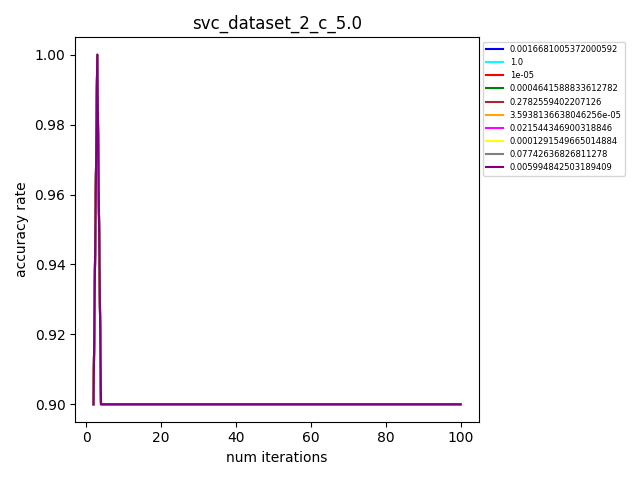 svc_dataset_2_c_5.0
accuracy rate
1.00
0.98
0.96
0.94
0.92
0.90
0 20 40 60 80 100
num iterations
0.0016681005372000592
1.0
1e-05
0.0004641588833612782
0.2782559402207126
3.5938136638046256e-05
0.021544346900318846
0.0001291549665014884
0.07742636826811278
0.005994842503189409